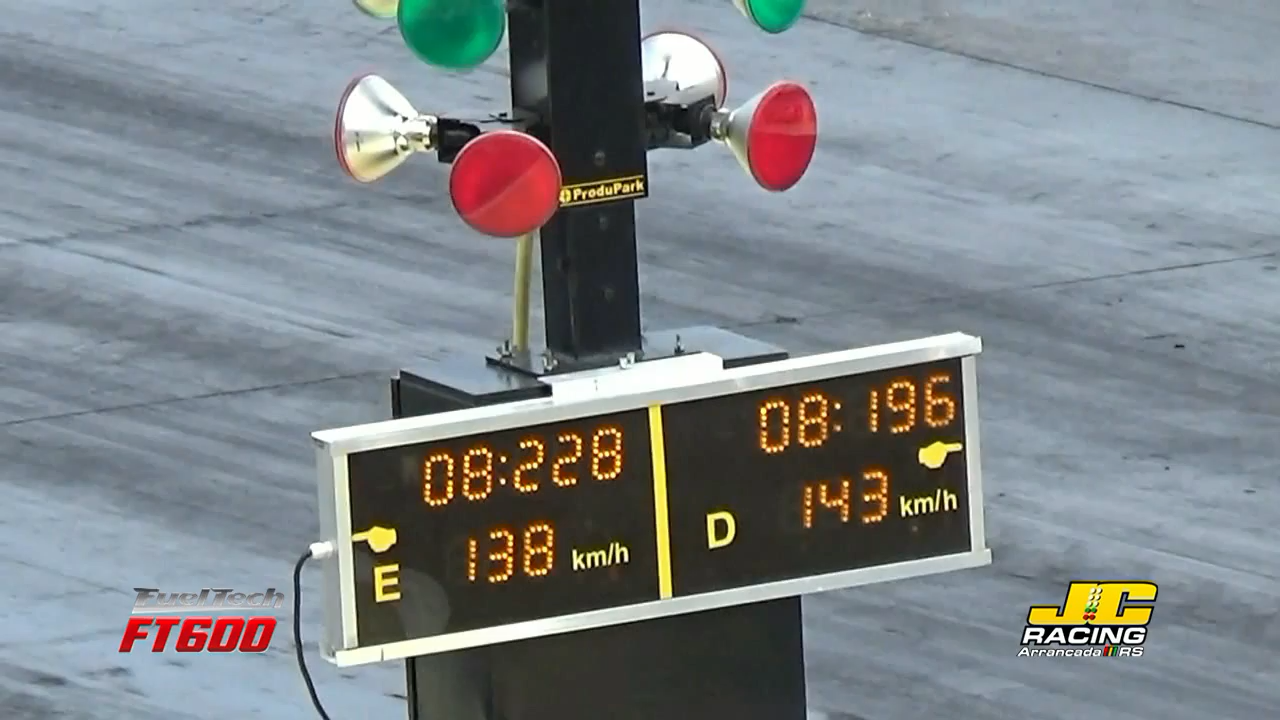 ProduPark
08:228
138 km/h
E
08:196
143 km/h
D
FuelTech
FT600
JC
RACING
Arrancada RS